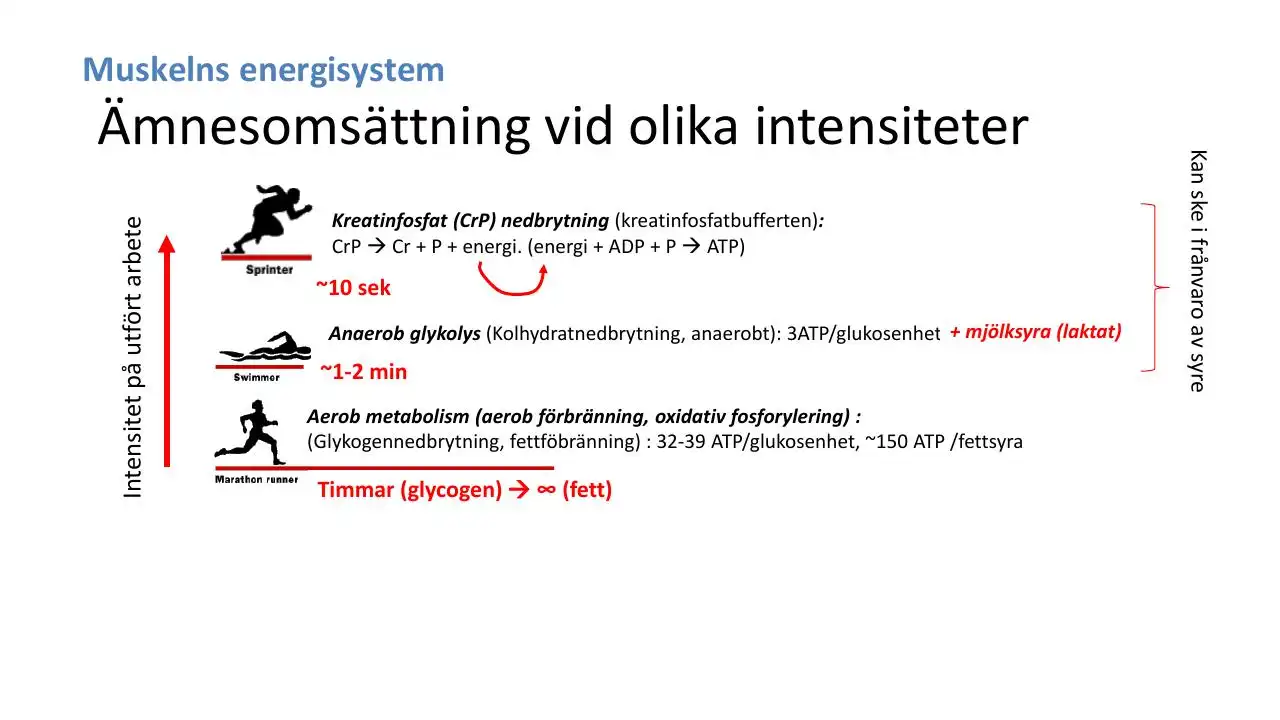 Muskelns energisystem
Ämnesomsättning vid olika intensiteter
Intensitet på utfört arbete
Kan ske i frånvaro av syre
Kreatinfosfat (CrP) nedbrytning (kreatinfosfatbufferten):
CrP → Cr + P + energi. (energi + ADP + P → ATP)
Sprinter
~10 sek
Anaerob glykolys (Kolhydratnedbrytning, anaerobt): 3ATP/glukosenhet + mjölksyra (laktat)
Swimmer
~1-2 min
Aerob metabolism (aerob förbränning, oxidativ fosforylering) :
(Glykogennedbrytning, fettföbränning) : 32-39 ATP/glukosenhet, ~150 ATP /fettsyra
Marathon runner
Timmar (glycogen) → ∞ (fett)